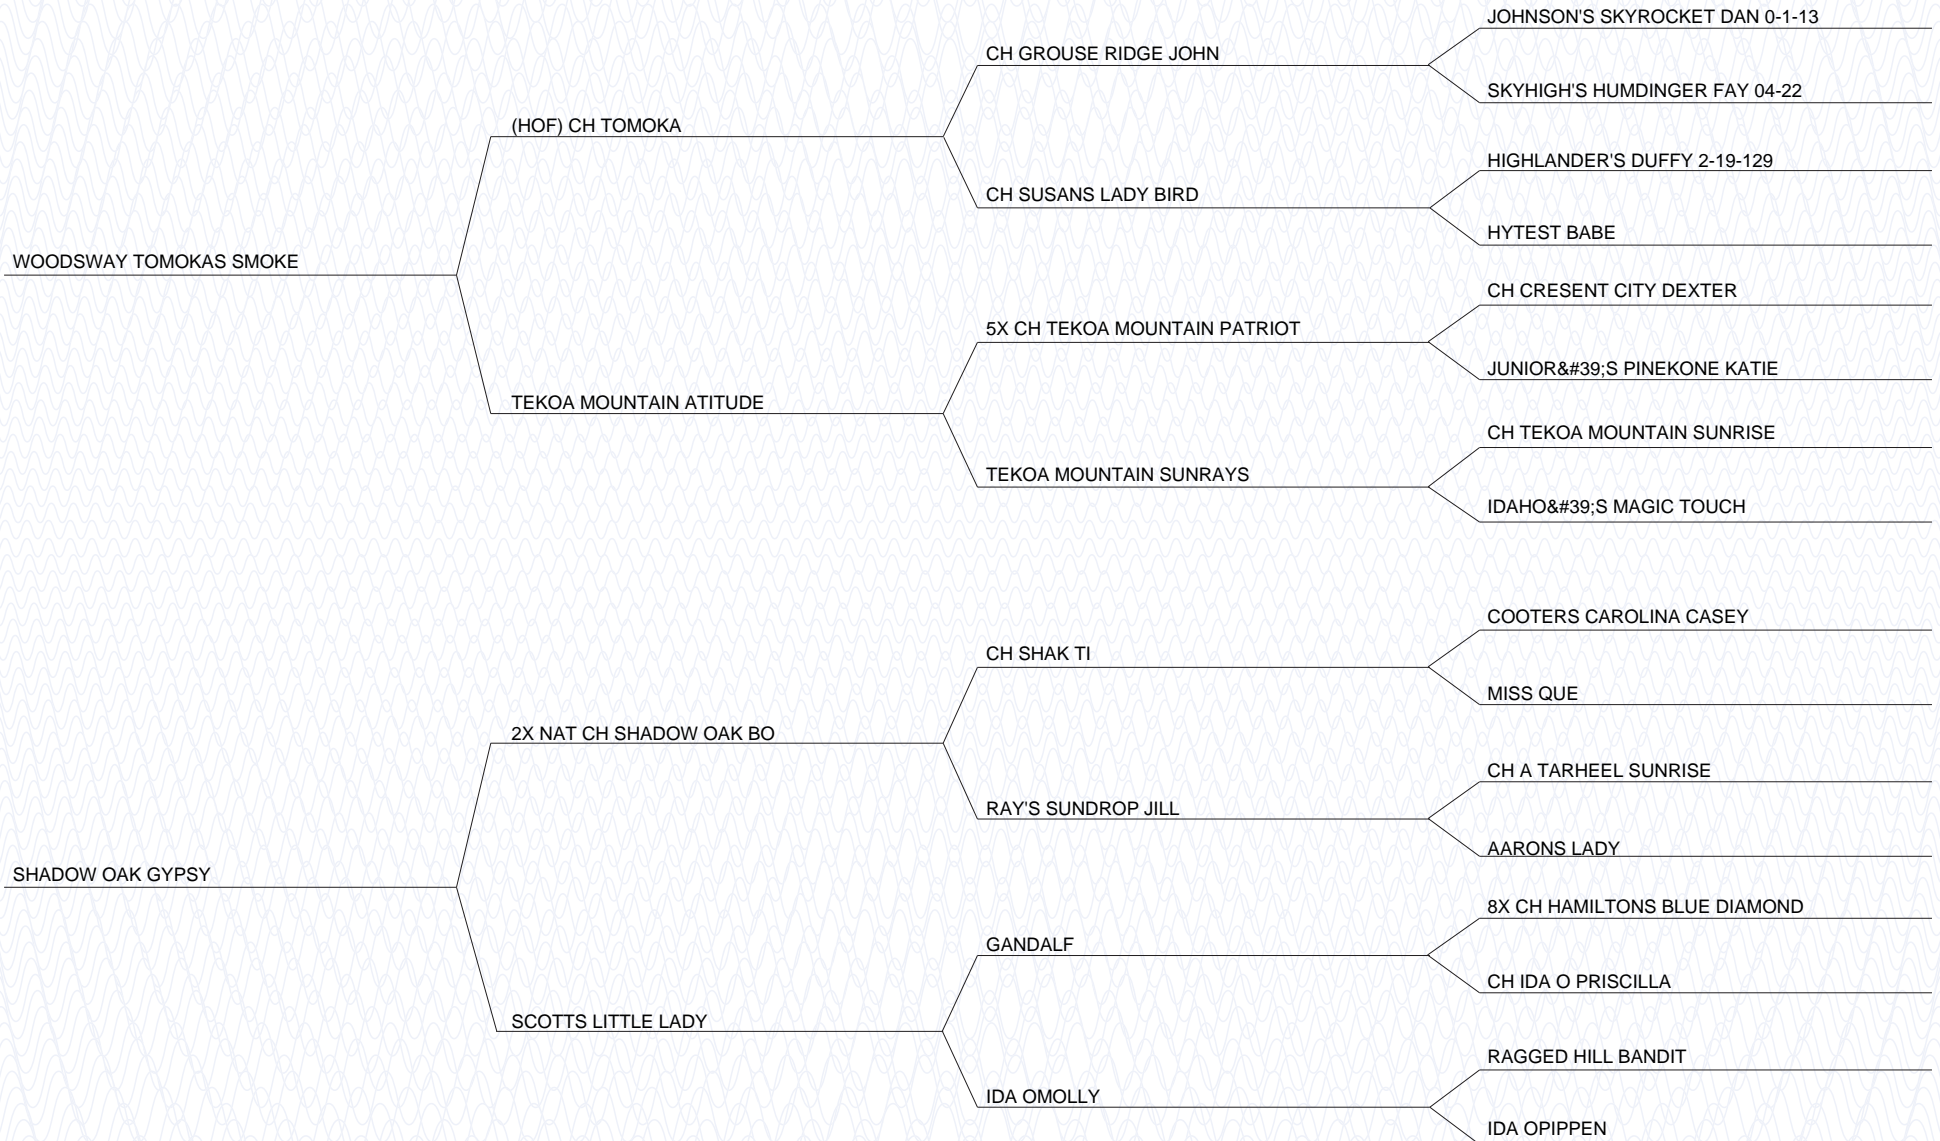 JOHNSON'S SKYROCKET DAN 0-1-13
CH GROUSE RIDGE JOHN
SKYHIGH'S HUMDINGER FAY 04-22
(HOF) CH TOMOKA
HIGHLANDER'S DUFFY 2-19-129
CH SUSANS LADY BIRD
HYTEST BABE
WOODSWAY TOMOKAS SMOKE
CH CRESENT CITY DEXTER
5X CH TEKOA MOUNTAIN PATRIOT
JUNIOR&#39;S PINEKONE KATIE
TEKOA MOUNTAIN ATITUDE
CH TEKOA MOUNTAIN SUNRISE
TEKOA MOUNTAIN SUNRAYS
IDAHO&#39;S MAGIC TOUCH
COOTERS CAROLINA CASEY
CH SHAK TI
MISS QUE
2X NAT CH SHADOW OAK BO
CH A TARHEEL SUNRISE
RAY'S SUNDROP JILL
AARONS LADY
SHADOW OAK GYPSY
8X CH HAMILTONS BLUE DIAMOND
GANDALF
CH IDA O PRISCILLA
SCOTTS LITTLE LADY
RAGGED HILL BANDIT
IDA OMOLLY
IDA OPIPPEN